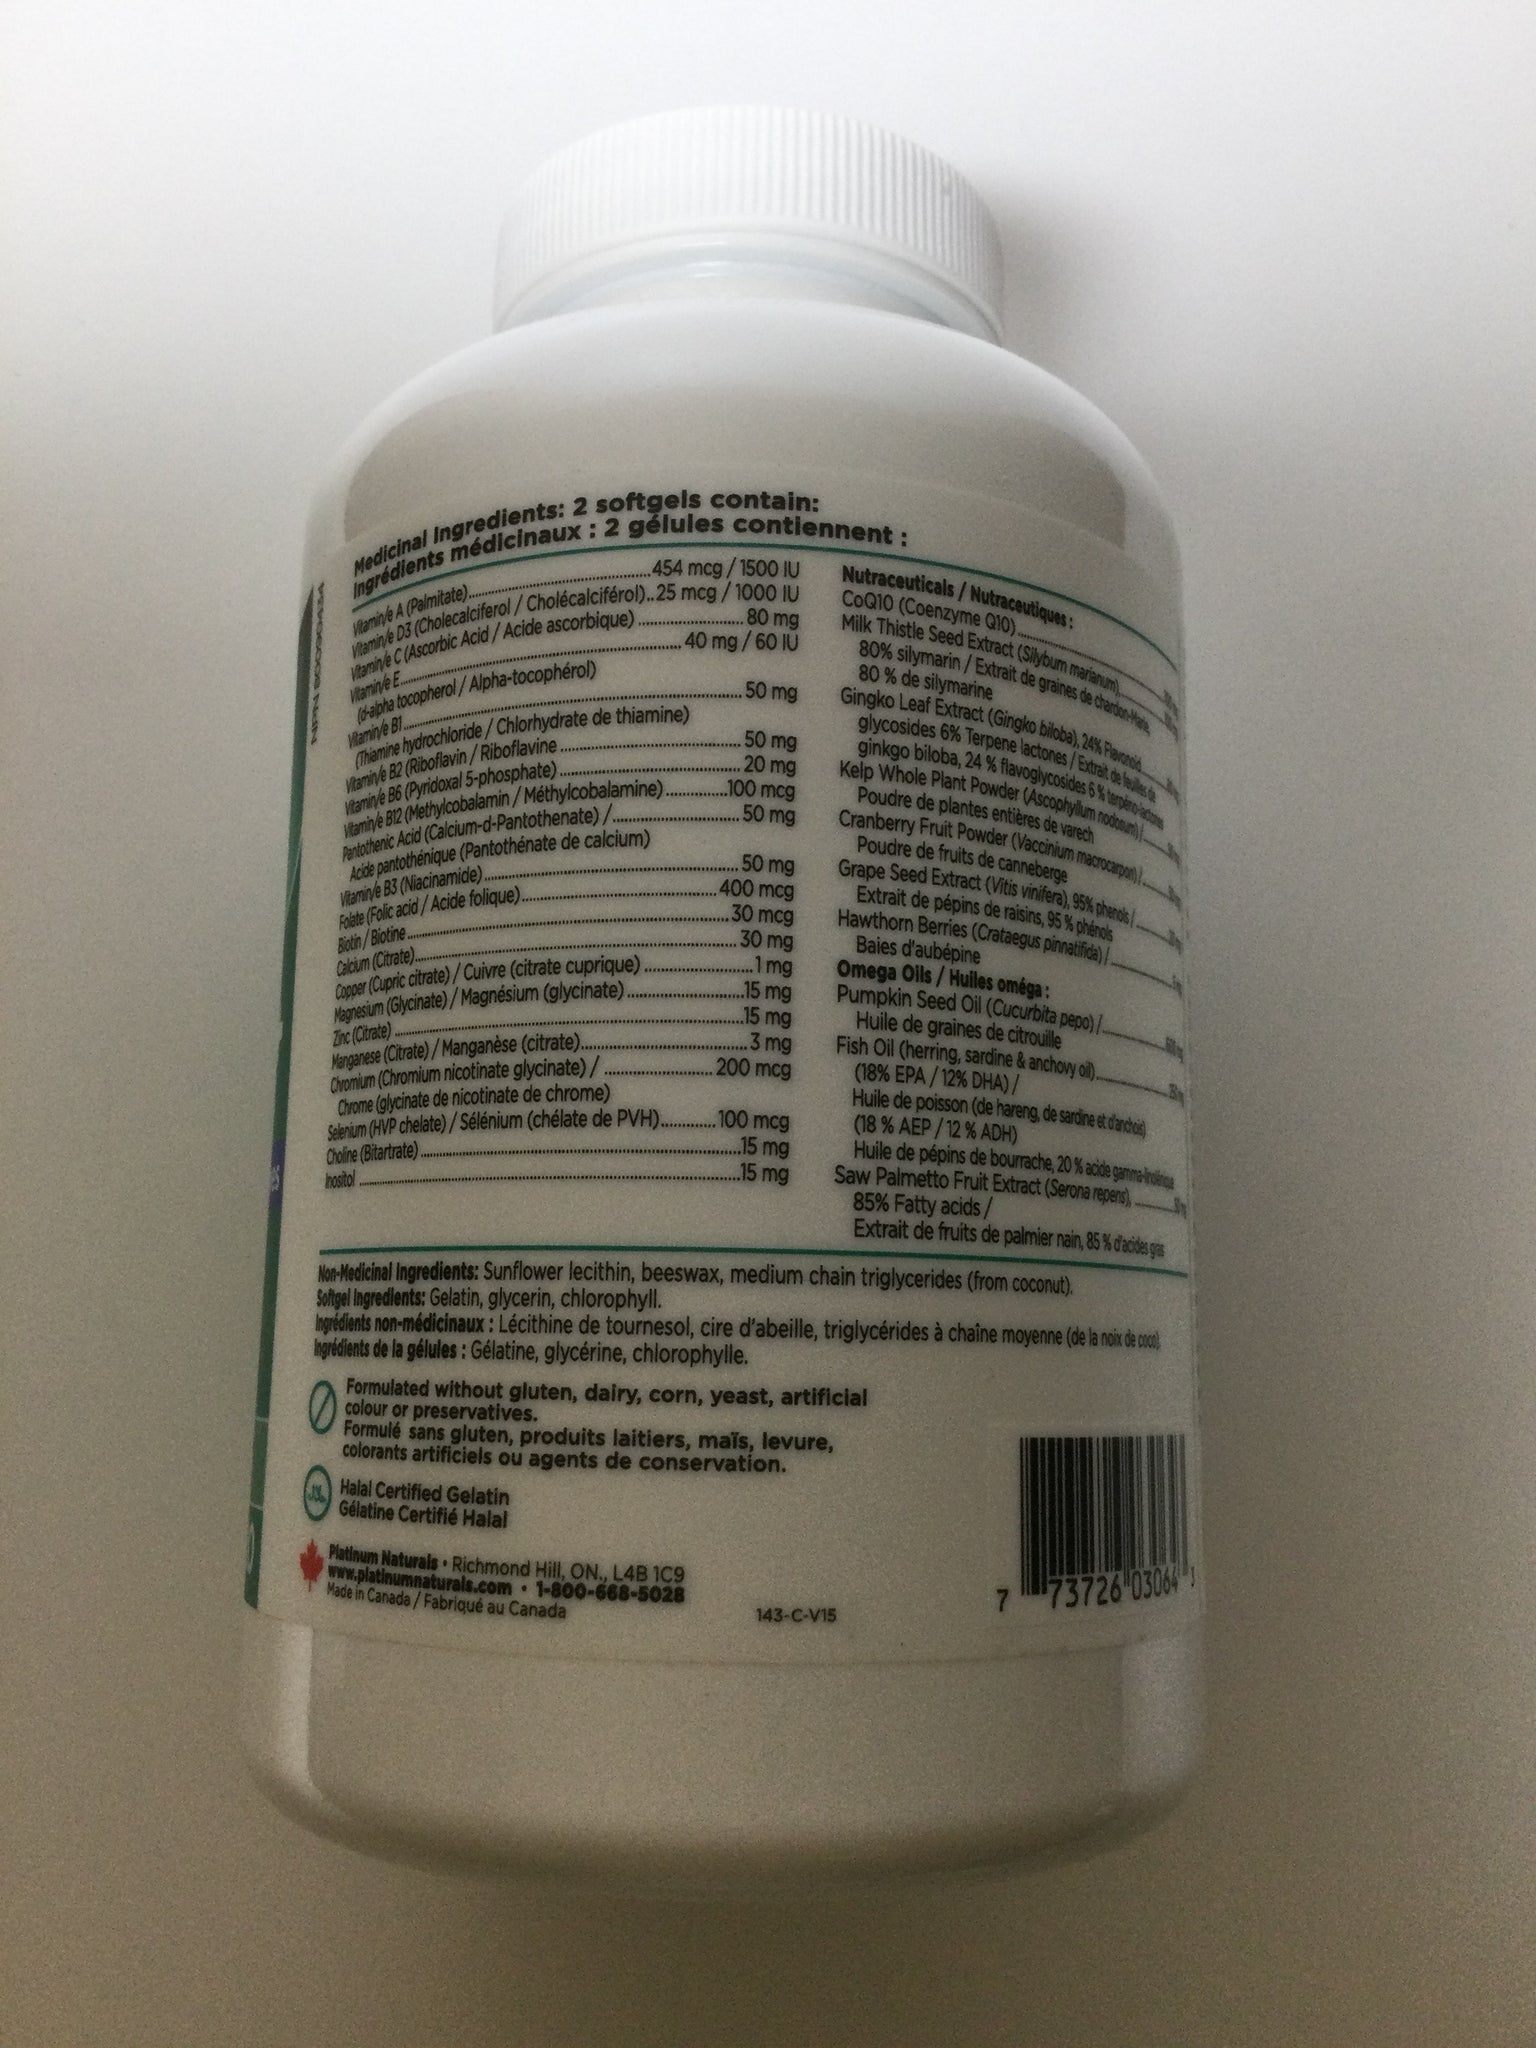 Medicinal Ingredients: 2 softgels contain:
Ingrédients médicinaux : 2 gélules contiennent :
Vitamin/e A (Palmitate)..........454 mcg / 1500 IU
Vitamin/e D3 (Cholecalciferol / Cholécalciférol)..25 mcg / 1000 IU
Vitamin/e C (Ascorbic Acid / Acide ascorbique) .......... 80 mg
Vitamin/e E.......... 40 mg / 60 IU
(d-alpha tocopherol / Alpha-tocophérol)
Vitamin/e B1 .......... 50 mg
(Thiamine hydrochloride / Chlorhydrate de thiamine)
Vitamin/e B2 (Riboflavin / Riboflavine .......... 50 mg
Vitamin/e B6 (Pyridoxal 5-phosphate) .......... 20 mg
Vitamin/e B12 (Methylcobalamin / Méthylcobalamine) ..........100 mcg
Pantothenic Acid (Calcium-d-Pantothenate) /.......... 50 mg
Acide pantothénique (Pantothénate de calcium)
Vitamin/e B3 (Niacinamide).......... 50 mg
Folate (Folic acid / Acide folique).......... 400 mcg
Biotin / Biotine.......... 30 mcg
Calcium (Citrate).......... 30 mg
Copper (Cupric citrate) / Cuivre (citrate cuprique) .......... 1 mg
Magnesium (Glycinate) / Magnésium (glycinate) ..........15 mg
Zinc (Citrate) ..........15 mg
Manganese (Citrate) / Manganèse (citrate).......... 3 mg
Chromium (Chromium nicotinate glycinate) / .......... 200 mcg
Chrome (glycinate de nicotinate de chrome)
Selenium (HVP chelate) / Sélénium (chélate de PVH)..........100 mcg
Choline (Bitartrate)..........15 mg
Inositol ..........15 mg
Nutraceuticals / Nutraceutiques :
CoQ10 (Coenzyme Q10)..........
Milk Thistle Seed Extract (Silybum marianum),..........
80% silymarin / Extrait de graines de chardon-Marie,
80 % de silymarine
Gingko Leaf Extract (Gingko biloba), 24% Flavonoid
glycosides 6% Terpene lactones / Extrait de feuilles de
ginkgo biloba, 24 % flavoglycosides 6 % terpéno-lactones
Kelp Whole Plant Powder (Ascophyllum nodosum) /..........
Poudre de plantes entières de varech
Cranberry Fruit Powder (Vaccinium macrocarpon) /..........
Poudre de fruits de canneberge
Grape Seed Extract (Vitis vinifera), 95% phenols /..........
Extrait de pépins de raisins, 95 % phénols
Hawthorn Berries (Crataegus pinnatifida) /..........
Baies d'aubépine
Omega Oils / Huiles oméga :
Pumpkin Seed Oil (Cucurbita pepo) /..........
Huile de graines de citrouille
Fish Oil (herring, sardine & anchovy oil)..........
(18% EPA / 12% DHA) /
Huile de poisson (de hareng, de sardine et d'anchois)
(18 % AEP / 12 % ADH)
Huile de pépins de bourrache, 20 % acide gamma-linolénique
Saw Palmetto Fruit Extract (Serona repens), ..........
85% Fatty acids /
Extrait de fruits de palmier nain, 85 % d'acides gras
Non-Medicinal Ingredients: Sunflower lecithin, beeswax, medium chain triglycerides (from coconut).
Softgel Ingredients: Gelatin, glycerin, chlorophyll.
Ingrédients non-médicinaux : Lécithine de tournesol, cire d'abeille, triglycérides à chaîne moyenne (de la noix de coco).
Ingrédients de la gélules : Gélatine, glycérine, chlorophylle.
Formulated without gluten, dairy, corn, yeast, artificial
colour or preservatives.
Formulé sans gluten, produits laitiers, maïs, levure,
colorants artificiels ou agents de conservation.
Halal Certified Gelatin
Gélatine Certifié Halal
Platinum Naturals • Richmond Hill, ON., L4B 1C9
www.platinumnaturals.com • 1-800-668-5028
Made in Canada / Fabriqué au Canada
143-C-V15
7 73726 03064 3